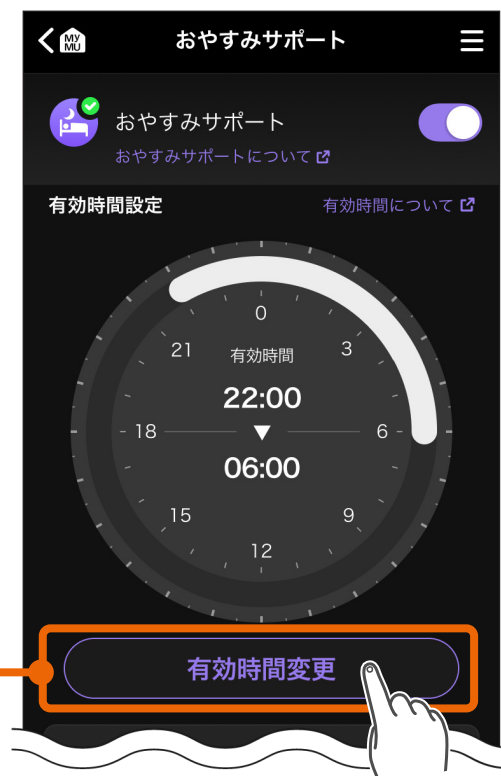 MY
MU
おやすみサポート
おやすみサポート
おやすみサポートについて
有効時間設定
有効時間について
0
21
有効時間
3
22:00
18
6
06:00
15
9
12
有効時間変更